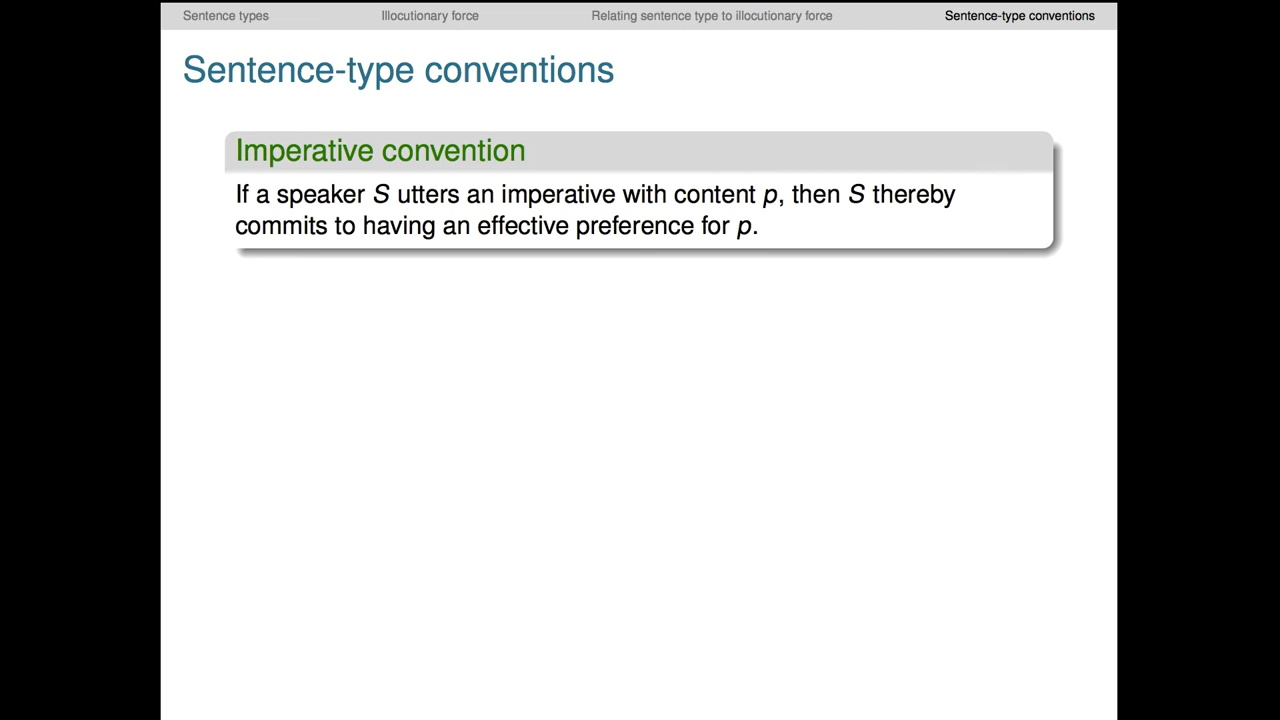 Sentence types Illocutionary force Relating sentence type to illocutionary force Sentence-type conventions
Sentence-type conventions
Imperative convention
If a speaker S utters an imperative with content p, then S thereby
commits to having an effective preference for p.